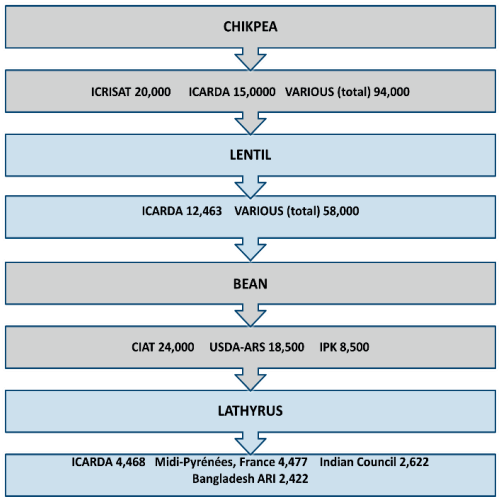 CHIKPEA
ICRISAT 20,000 ICARDA 15,0000 VARIOUS (total) 94,000
LENTIL
ICARDA 12,463 VARIOUS (total) 58,000
BEAN
CIAT 24,000 USDA-ARS 18,500 IPK 8,500
LATHYRUS
ICARDA 4,468 Midi-Pyrénées, France 4,477 Indian Council 2,622
Bangladesh ARI 2,422